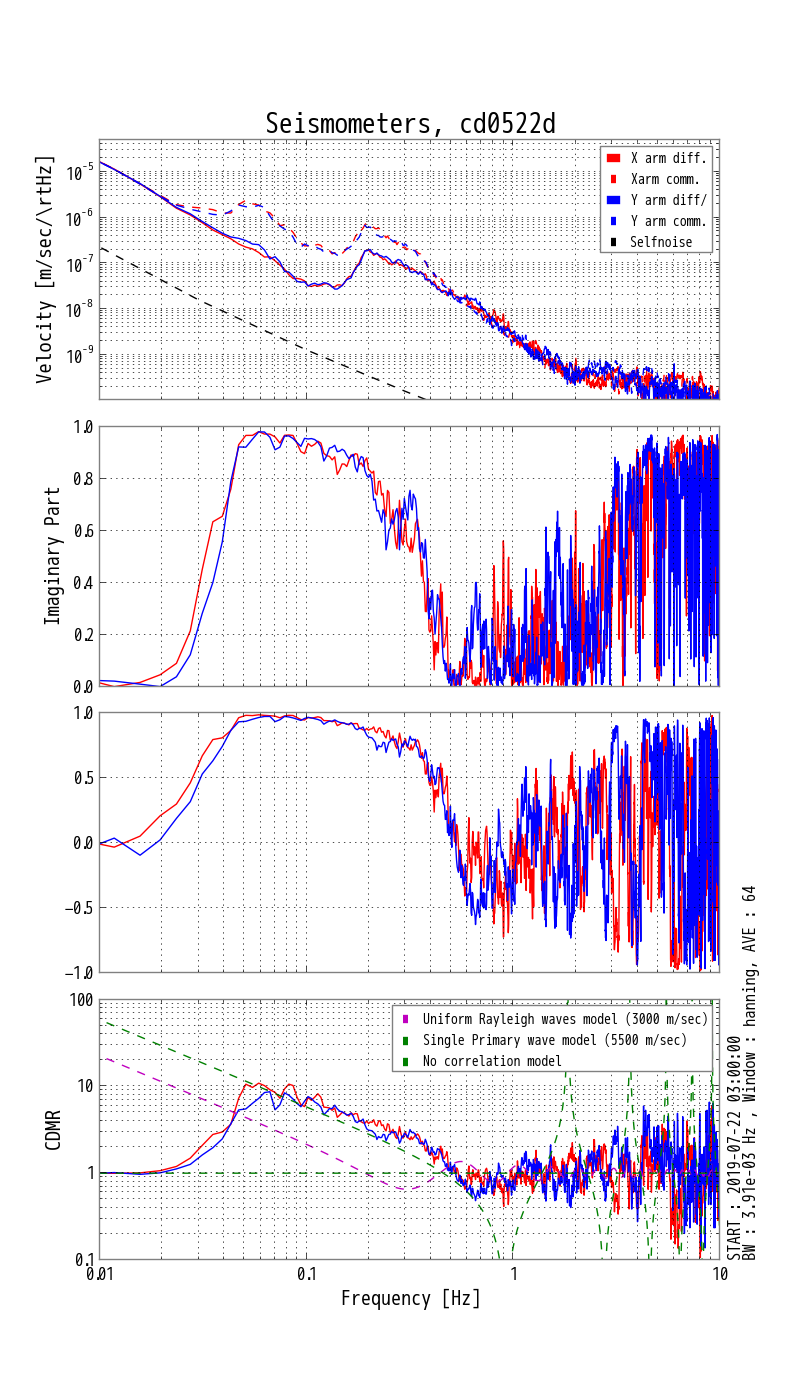 Seismometers, cd0522d
Velocity [m/sec/\rtHz]
10-5
10-6
10-7
10-8
10-9
X arm diff.
Xarm comm.
Y arm diff/
Y arm comm.
Selfnoise
Imaginary Part
1.0
0.8
0.6
0.4
0.2
0.0
1.0
0.5
0.0
−0.5
−1.0
CDMR
100
10
1
0.1
Uniform Rayleigh waves model (3000 m/sec)
Single Primary wave model (5500 m/sec)
No correlation model
0.01
0.1
1
10
Frequency [Hz]
START : 2019-07-22 03:00:00
BW : 3.91e-03 Hz , Window : hanning, AVE : 64